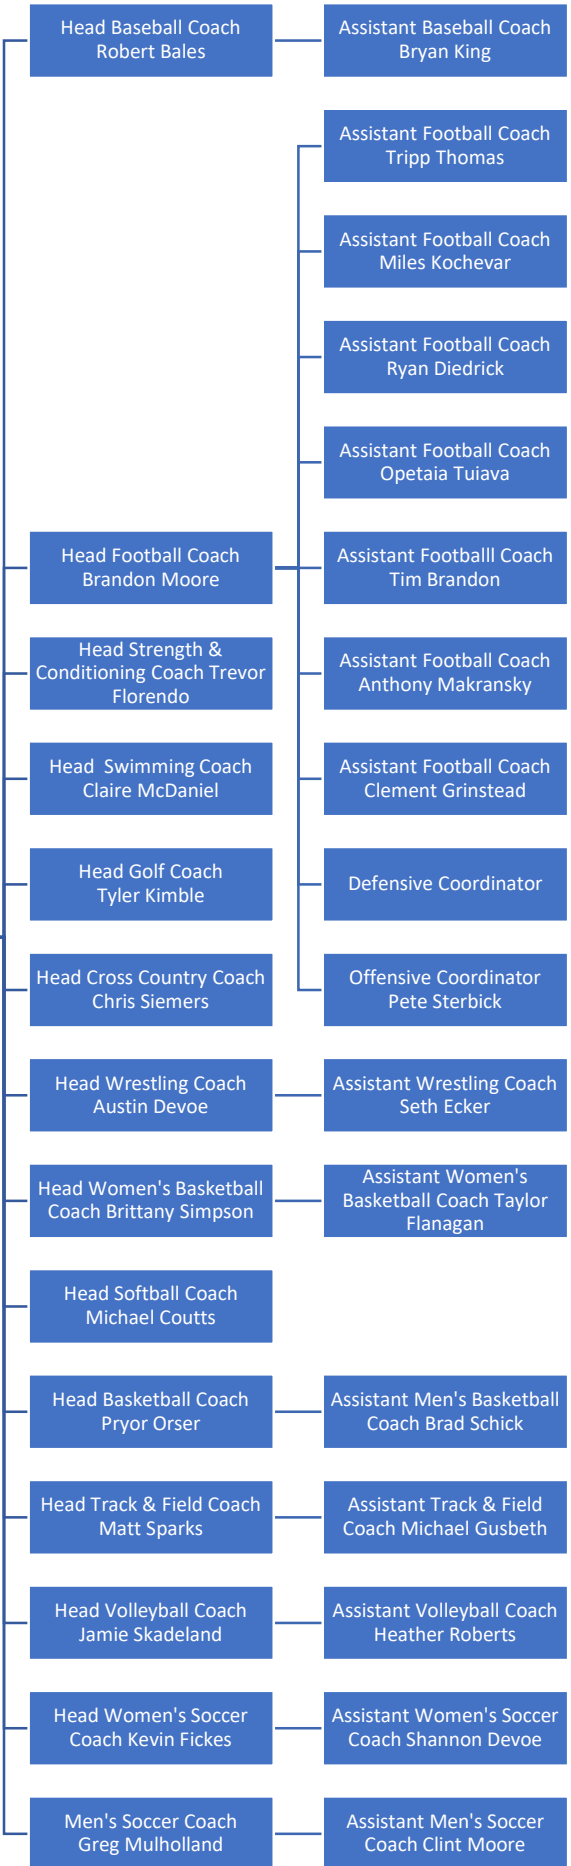 Head Baseball Coach
Robert Bales
Assistant Baseball Coach
Bryan King
Assistant Football Coach
Tripp Thomas
Assistant Football Coach
Miles Kochevar
Assistant Football Coach
Ryan Diedrick
Assistant Football Coach
Opetaia Tuiava
Head Football Coach
Brandon Moore
Assistant Footballl Coach
Tim Brandon
Head Strength &
Conditioning Coach Trevor
Florendo
Assistant Football Coach
Anthony Makransky
Head  Swimming Coach
Claire McDaniel
Assistant Football Coach
Clement Grinstead
Head Golf Coach
Tyler Kimble
Defensive Coordinator
Head Cross Country Coach
Chris Siemers
Offensive Coordinator
Pete Sterbick
Head Wrestling Coach
Austin Devoe
Assistant Wrestling Coach
Seth Ecker
Head Women's Basketball
Coach Brittany Simpson
Assistant Women's
Basketball Coach Taylor
Flanagan
Head Softball Coach
Michael Coutts
Head Basketball Coach
Pryor Orser
Assistant Men's Basketball
Coach Brad Schick
Head Track & Field Coach
Matt Sparks
Assistant Track & Field
Coach Michael Gusbeth
Head Volleyball Coach
Jamie Skadeland
Assistant Volleyball Coach
Heather Roberts
Head Women's Soccer
Coach Kevin Fickes
Assistant Women's Soccer
Coach Shannon Devoe
Men's Soccer Coach
Greg Mulholland
Assistant Men's Soccer
Coach Clint Moore